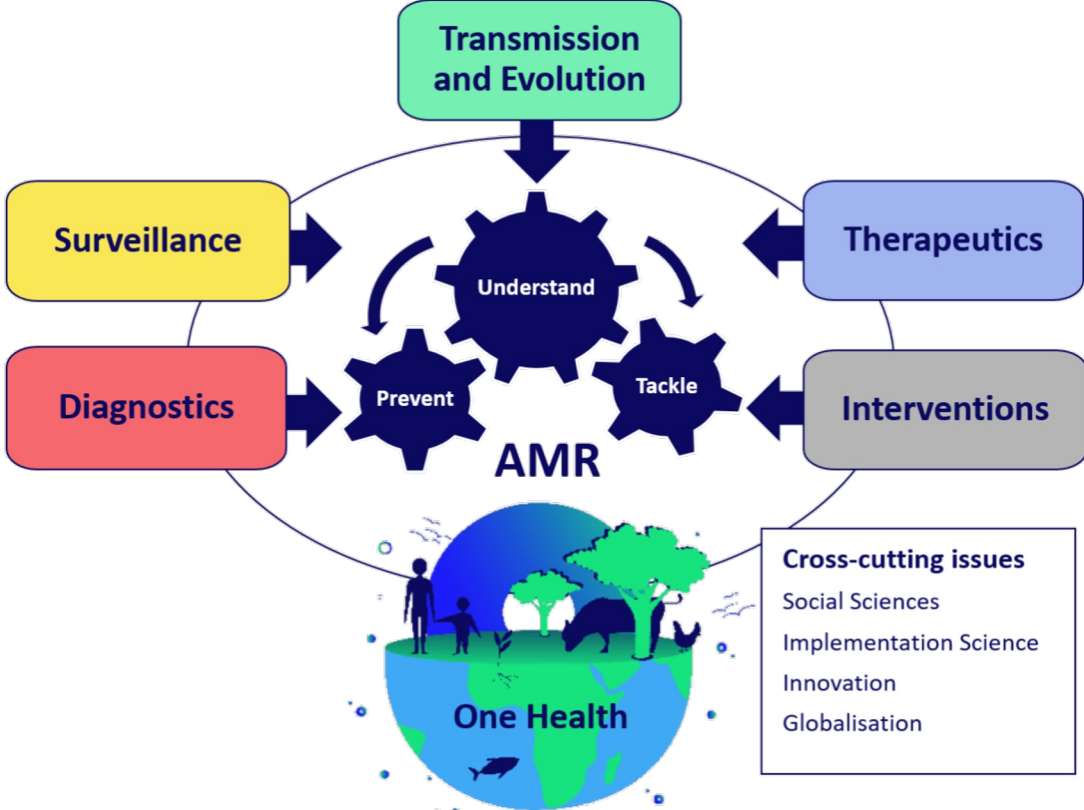 Transmission
and Evolution
Surveillance
Therapeutics
Understand
Diagnostics
Prevent
Tackle
Interventions
AMR
One Health
Cross-cutting issues
Social Sciences
Implementation Science
Innovation
Globalisation